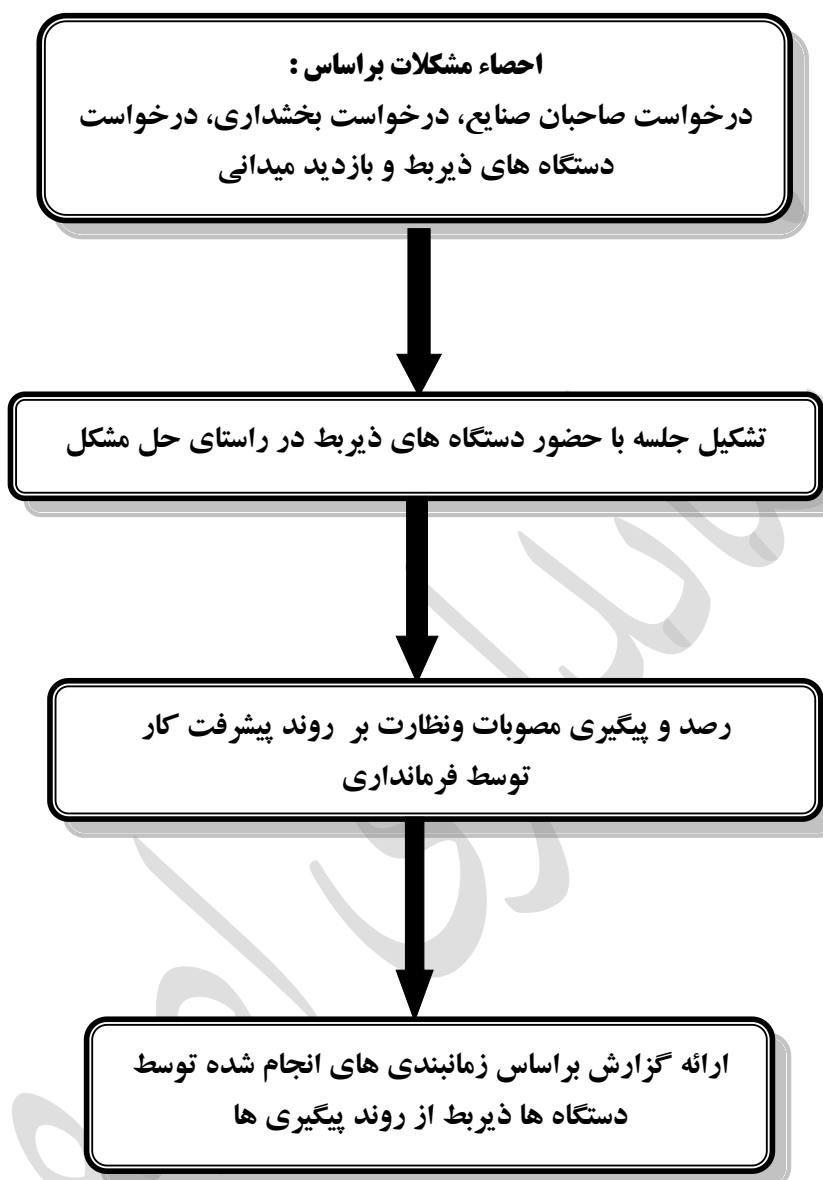 احصاء مشکلات براساس :
درخواست صاحبان صنایع، درخواست بخشداری، درخواست
دستگاه های ذیربط و بازدید میدانی
تشکیل جلسه با حضور دستگاه های ذیربط در راستای حل مشکل
رصد و پیگیری مصوبات ونظارت بر روند پیشرفت کار
توسط فرمانداری
ارائه گزارش براساس زمانبندی های انجام شده توسط
دستگاه ها ذیربط از روند پیگیری ها